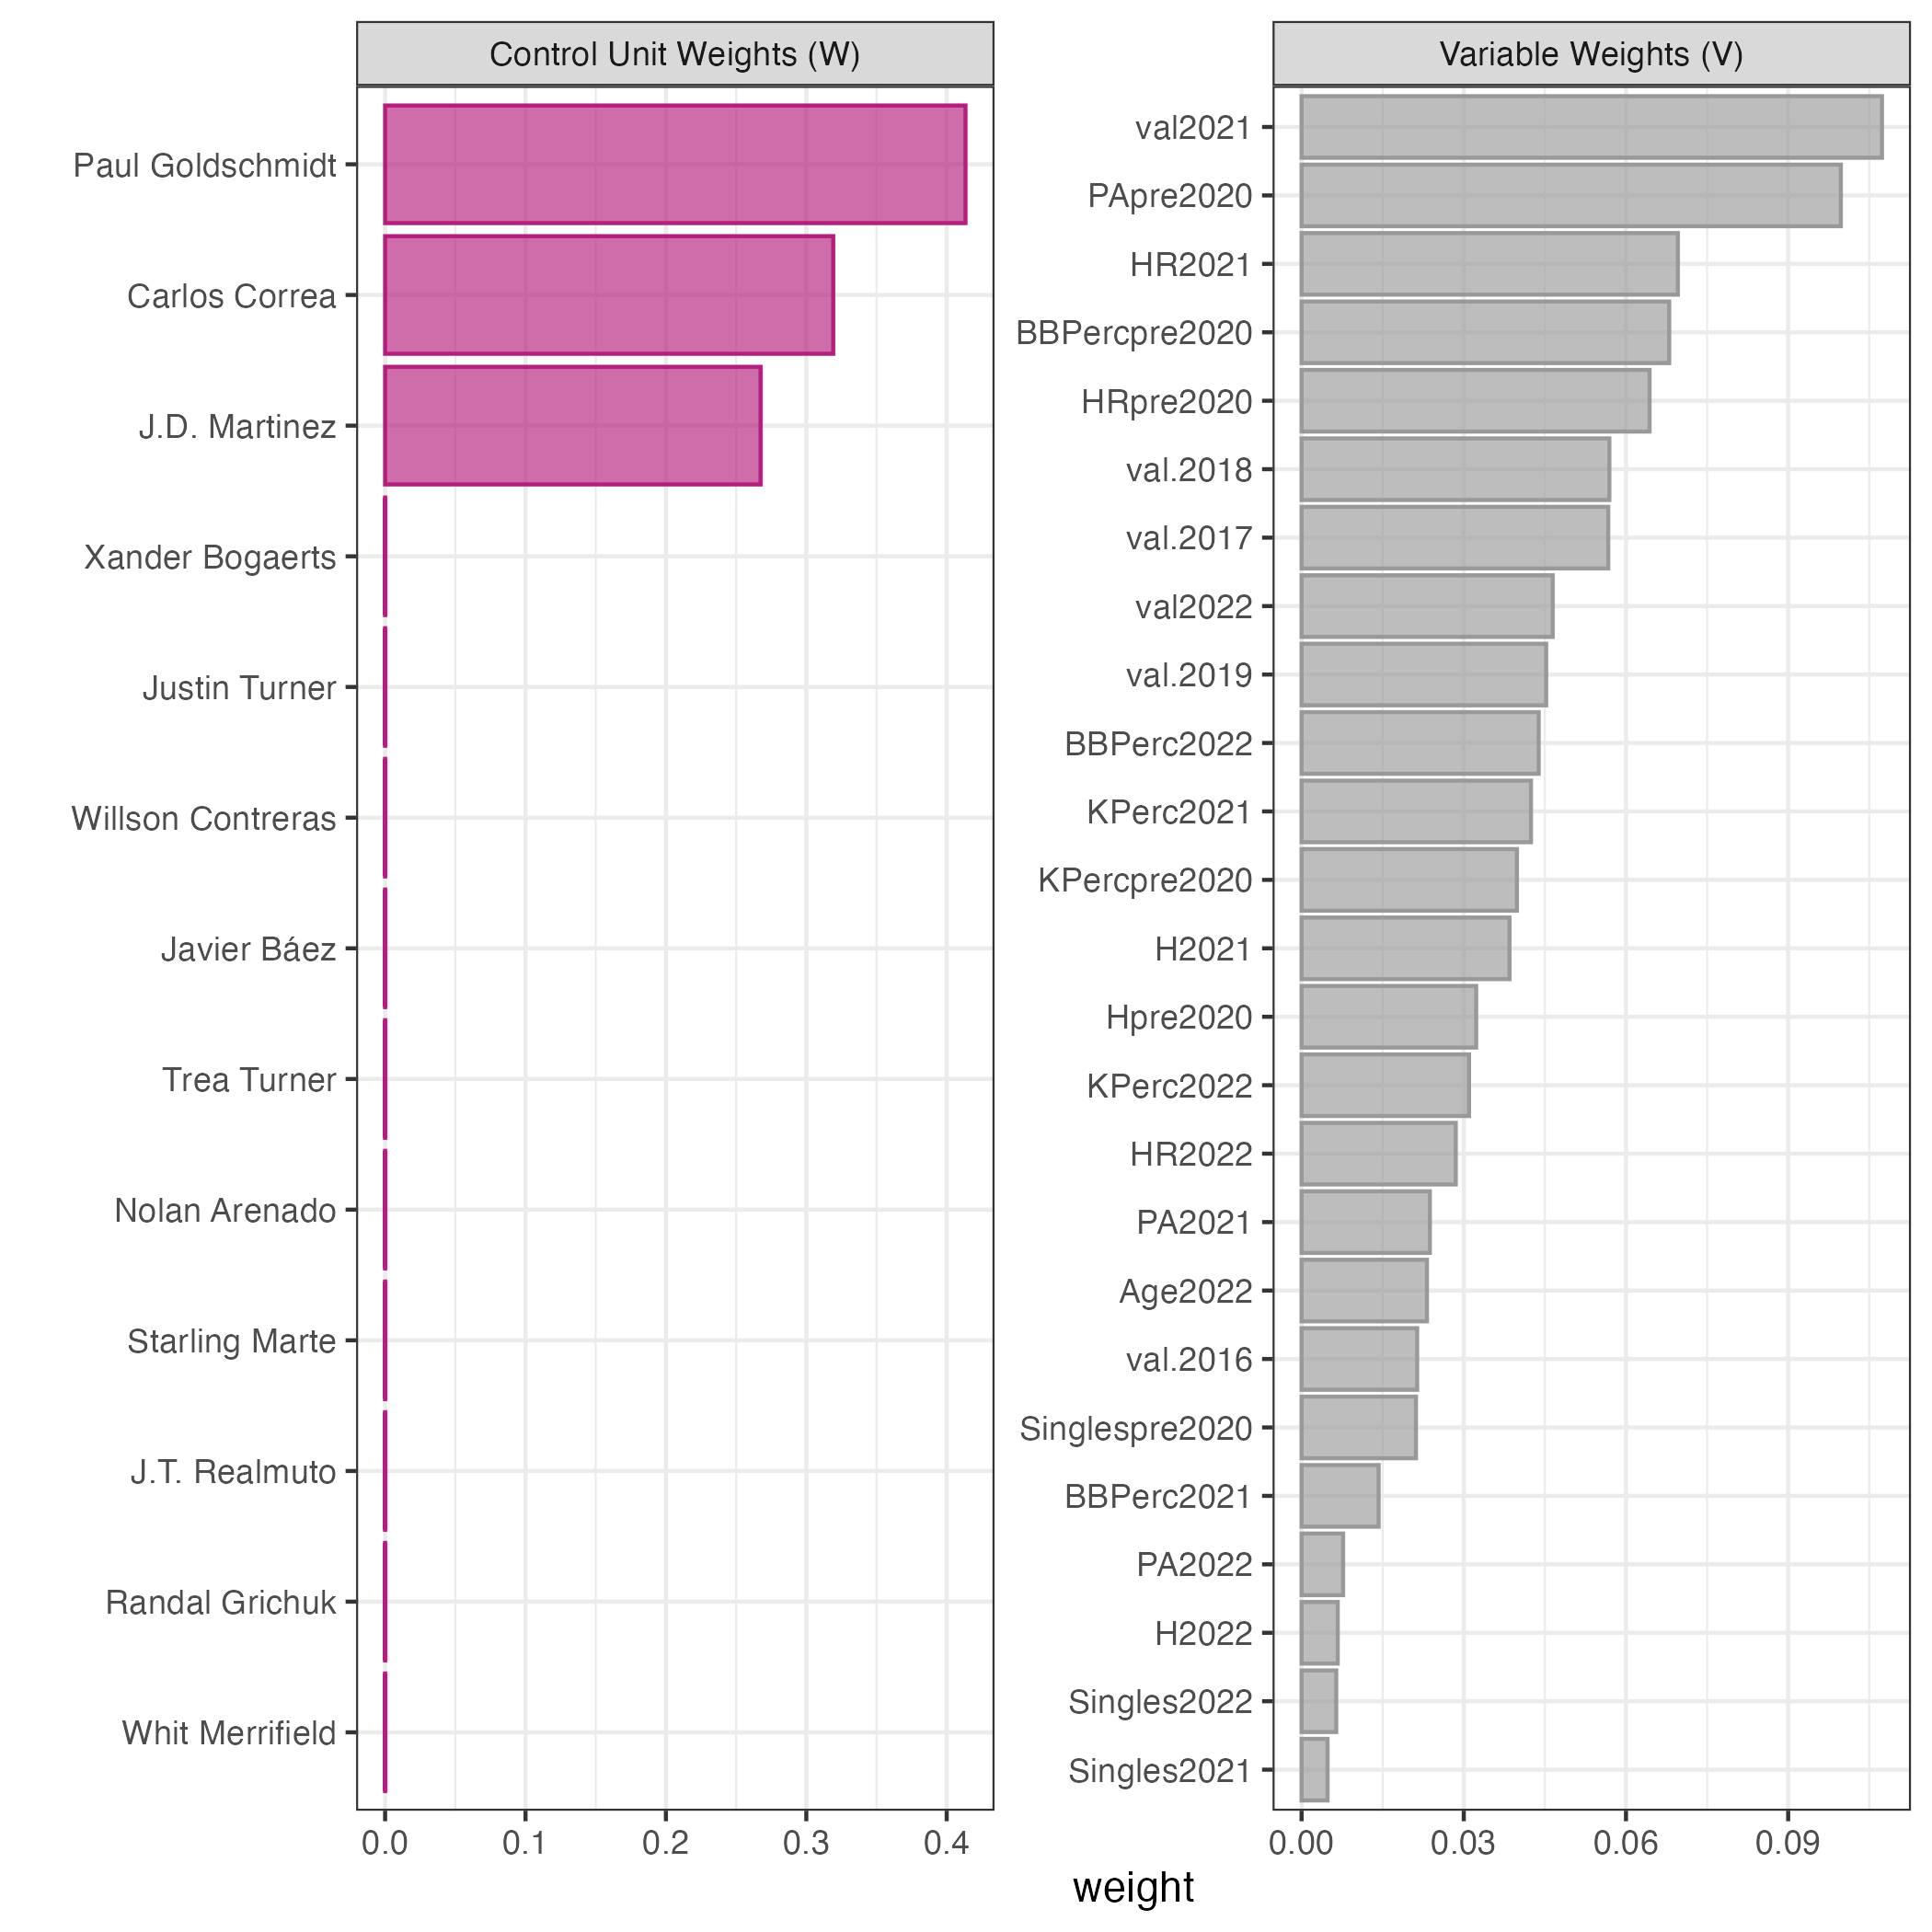 Control Unit Weights (W)
Paul Goldschmidt
Carlos Correa
J.D. Martinez
Xander Bogaerts
Justin Turner
Willson Contreras
Javier Báez
Trea Turner
Nolan Arenado
Starling Marte
J.T. Realmuto
Randal Grichuk
Whit Merrifield
0.0 0.1 0.2 0.3 0.4
Variable Weights (V)
val2021
PApre2020
HR2021
BBPercpre2020
HRpre2020
val.2018
val.2017
val2022
val.2019
BBPerc2022
KPerc2021
KPercpre2020
H2021
Hpre2020
KPerc2022
HR2022
PA2021
Age2022
val.2016
Singlespre2020
BBPerc2021
PA2022
H2022
Singles2022
Singles2021
0.00 0.03 0.06 0.09
weight